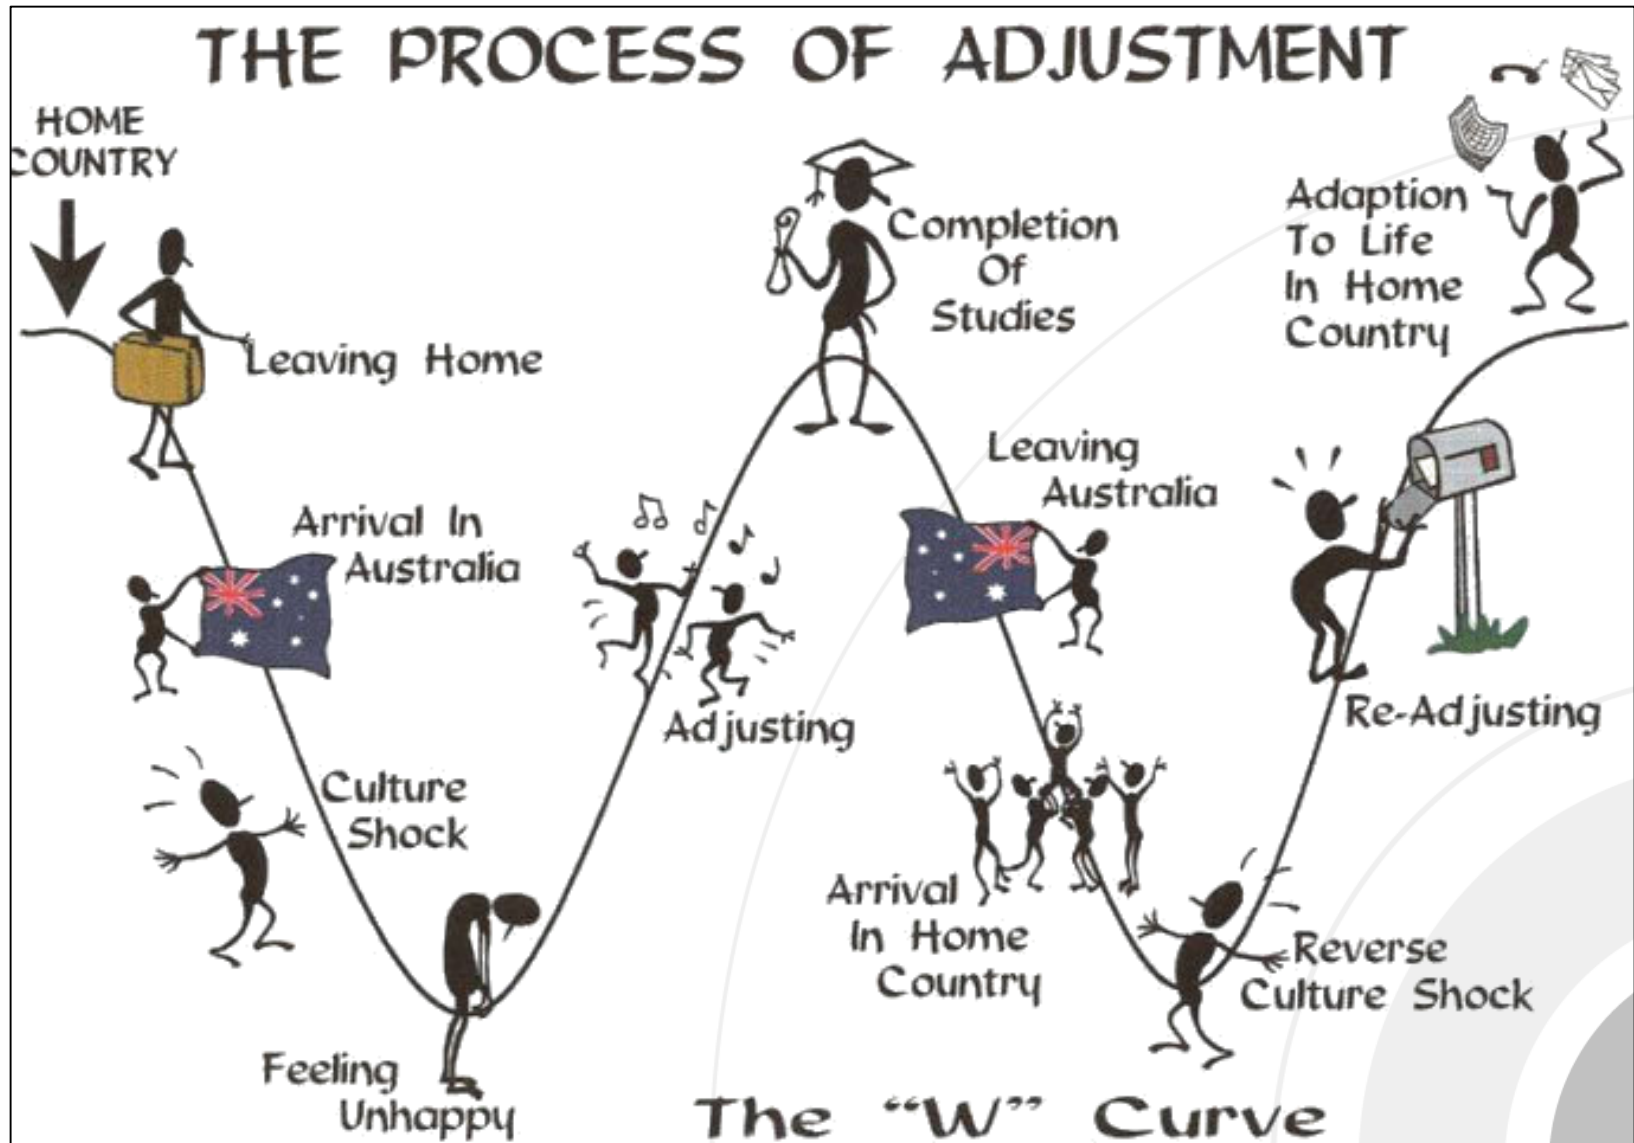 THE PROCESS OF ADJUSTMENT
HOME
COUNTRY
Leaving Home
Arrival In
Australia
Culture
Shock
Feeling
Unhappy
Adjusting
Completion
Of
Studies
Leaving
Australia
Arrival
In Home
Country
Reverse
Culture Shock
Re-Adjusting
Adaption
To Life
In Home
Country
The "W" Curve